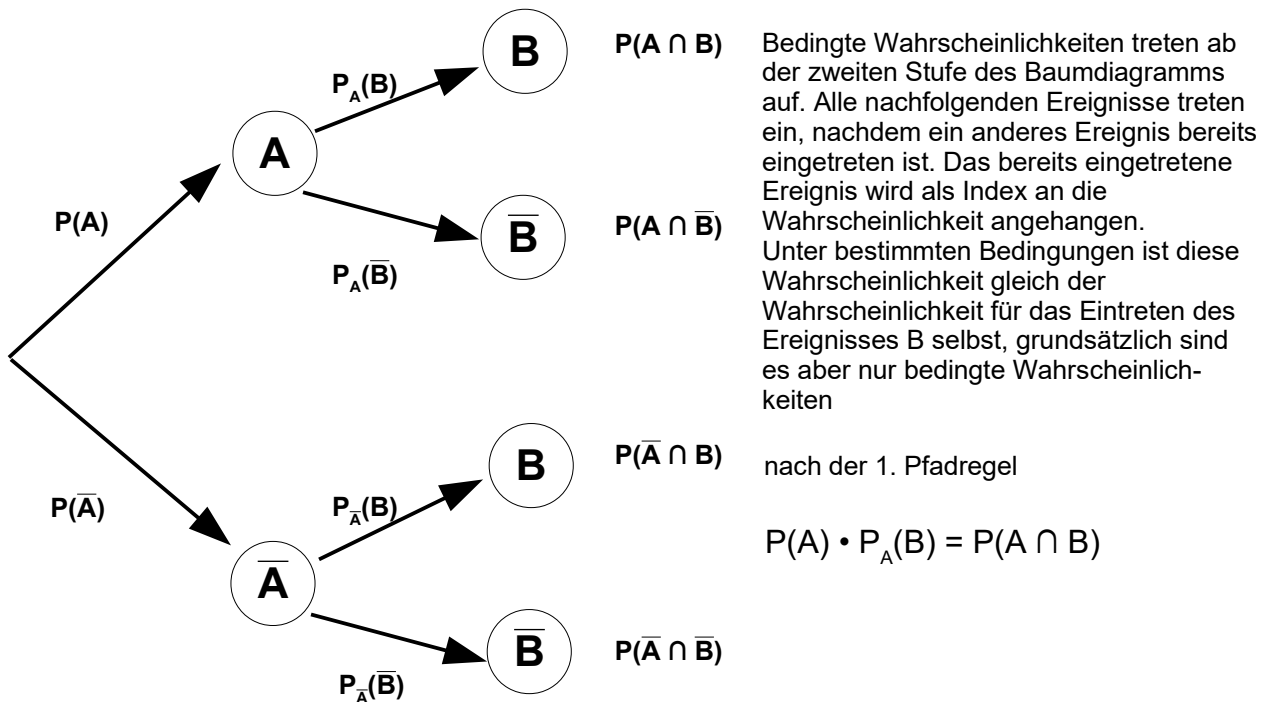 B
P(A ∩ B)
P_A(B)
A
P(A)
B̅
P(A ∩ B̅)
P_A(B̅)
Bedingte Wahrscheinlichkeiten treten ab
der zweiten Stufe des Baumdiagramms
auf. Alle nachfolgenden Ereignisse treten
ein, nachdem ein anderes Ereignis bereits
eingetreten ist. Das bereits eingetretene
Ereignis wird als Index an die
Wahrscheinlichkeit angehangen.
Unter bestimmten Bedingungen ist diese
Wahrscheinlichkeit gleich der
Wahrscheinlichkeit für das Eintreten des
Ereignisses B selbst, grundsätzlich sind
es aber nur bedingte Wahrscheinlich-
keiten
B
P(A̅ ∩ B)
P_A̅(B)
P(A̅)
A̅
B̅
P(A̅ ∩ B̅)
P_A̅(B̅)
nach der 1. Pfadregel
P(A) • P_A(B) = P(A ∩ B)